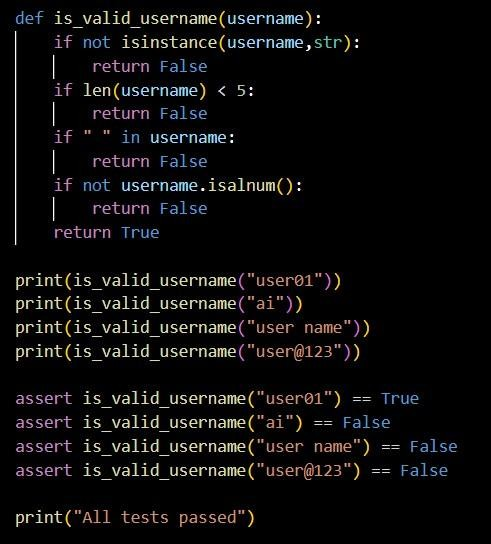 def is_valid_username(username):
    if not isinstance(username,str):
        return False
    if len(username) < 5:
        return False
    if " " in username:
        return False
    if not username.isalnum():
        return False
    return True

print(is_valid_username("user01"))
print(is_valid_username("ai"))
print(is_valid_username("user name"))
print(is_valid_username("user@123"))

assert is_valid_username("user01") == True
assert is_valid_username("ai") == False
assert is_valid_username("user name") == False
assert is_valid_username("user@123") == False

print("All tests passed")